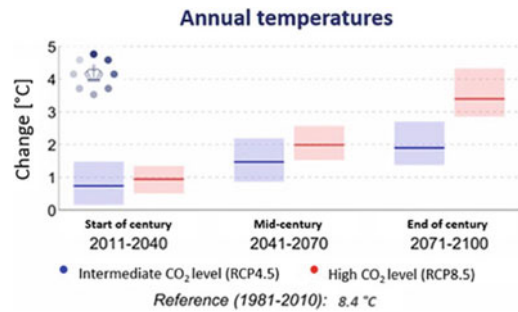 Annual temperatures
5
4
3
2
1
0
Change [°C]
Start of century Mid-century End of century
2011-2040 2041-2070 2071-2100
Intermediate CO₂ level (RCP4.5) High CO₂ level (RCP8.5)
Reference (1981-2010): 8.4 °C